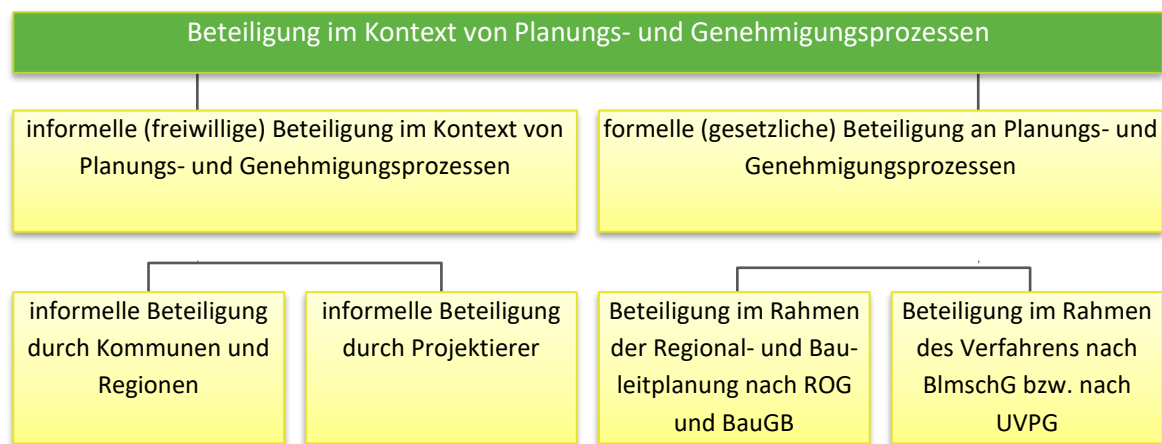 Beteiligung im Kontext von Planungs- und Genehmigungsprozessen
informelle (freiwillige) Beteiligung im Kontext von
Planungs- und Genehmigungsprozessen
formelle (gesetzliche) Beteiligung an Planungs- und
Genehmigungsprozessen
informelle Beteiligung
durch Kommunen und
Regionen
informelle Beteiligung
durch Projektierer
Beteiligung im Rahmen
der Regional- und Bau-
leitplanung nach ROG
und BauGB
Beteiligung im Rahmen
des Verfahrens nach
BlmschG bzw. nach
UVPG